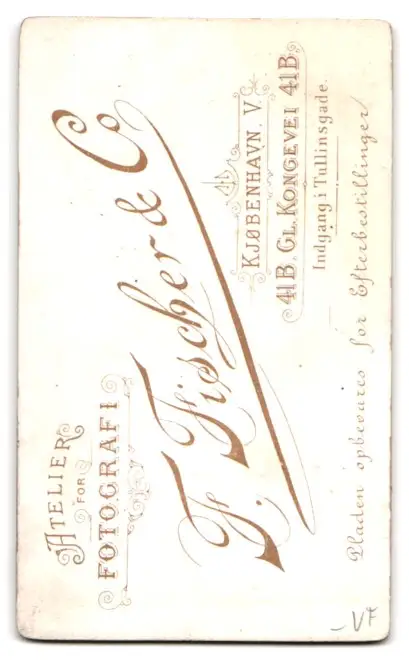 ATELIER
FOR
FOTOGRAFI
F. Fischer & Co
KJØBENHAVN. V.
41B. GL. KONGEVEI 41B.
Indgang i Tullinsgade.
Pladen opbevares for Efterbestillinger
-VF